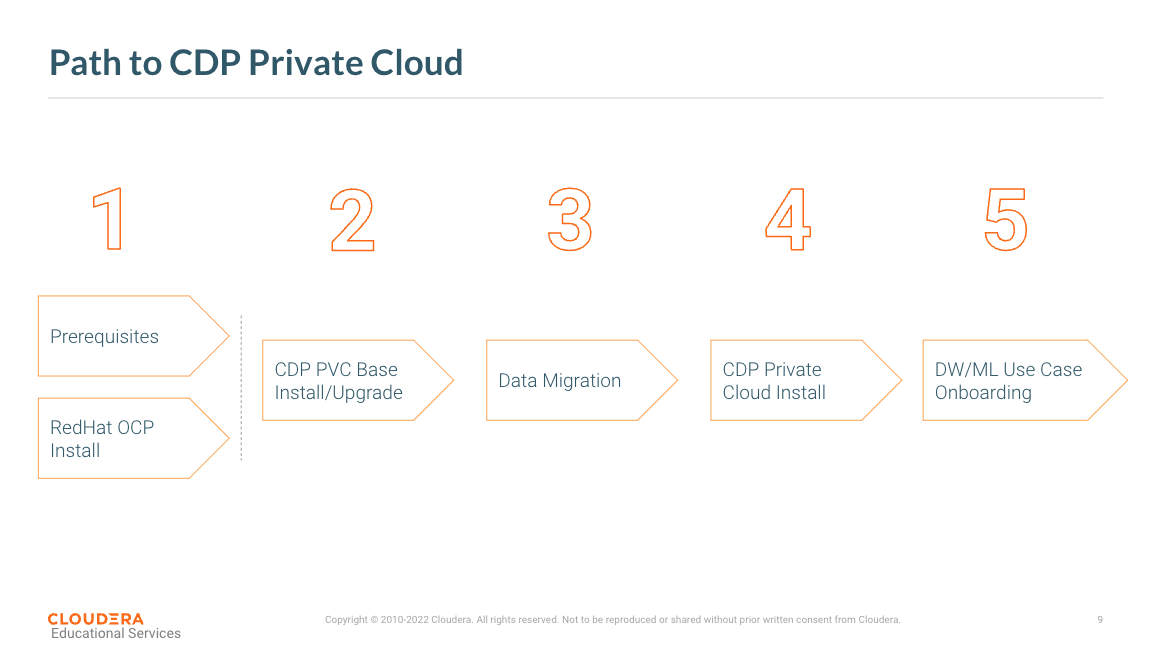 Path to CDP Private Cloud
1
2
3
4
5
Prerequisites
RedHat OCP
Install
CDP PVC Base
Install/Upgrade
Data Migration
CDP Private
Cloud Install
DW/ML Use Case
Onboarding
CLOUDERA
Educational Services
Copyright © 2010-2022 Cloudera. All rights reserved. Not to be reproduced or shared without prior written consent from Cloudera.
9